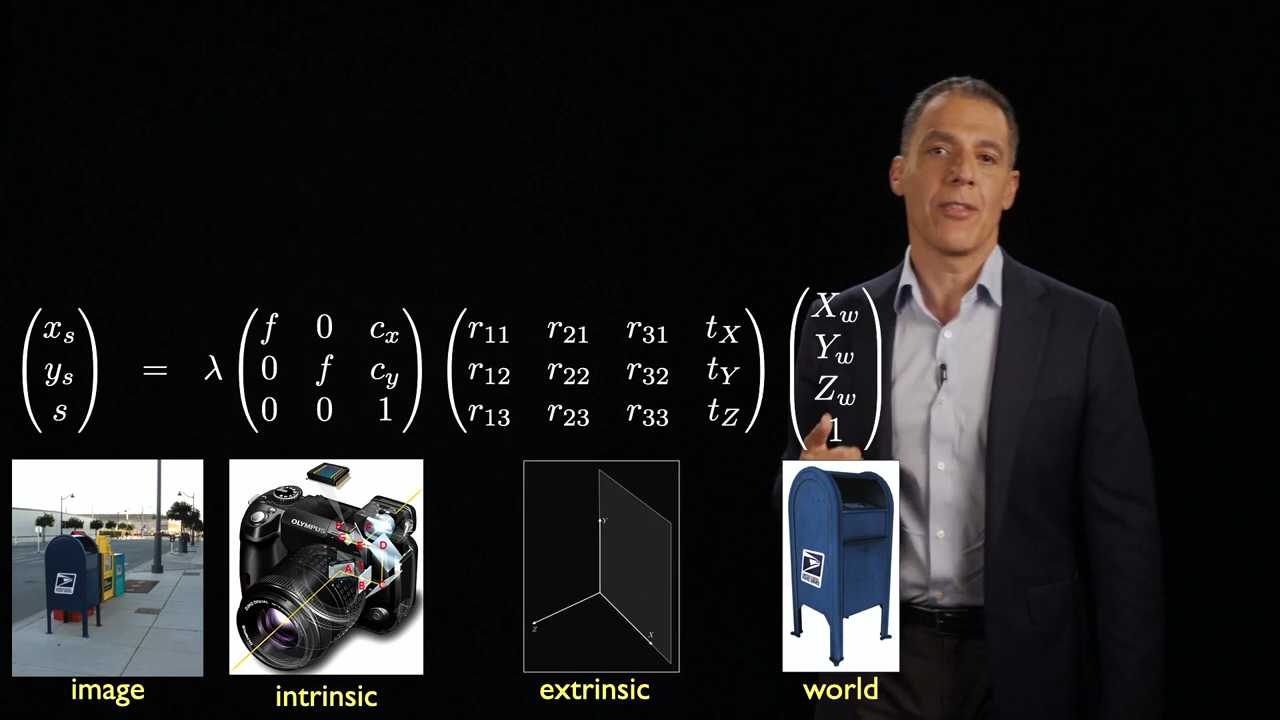 x_s = λ f 0 c_x r_11 r_21 r_31 t_X X_w
y_s 0 f c_y r_12 r_22 r_32 t_Y Y_w
s 0 0 1 r_13 r_23 r_33 t_Z Z_w
1
OLYMPUS
A
B
D
Y
Z
X
image intrinsic extrinsic world